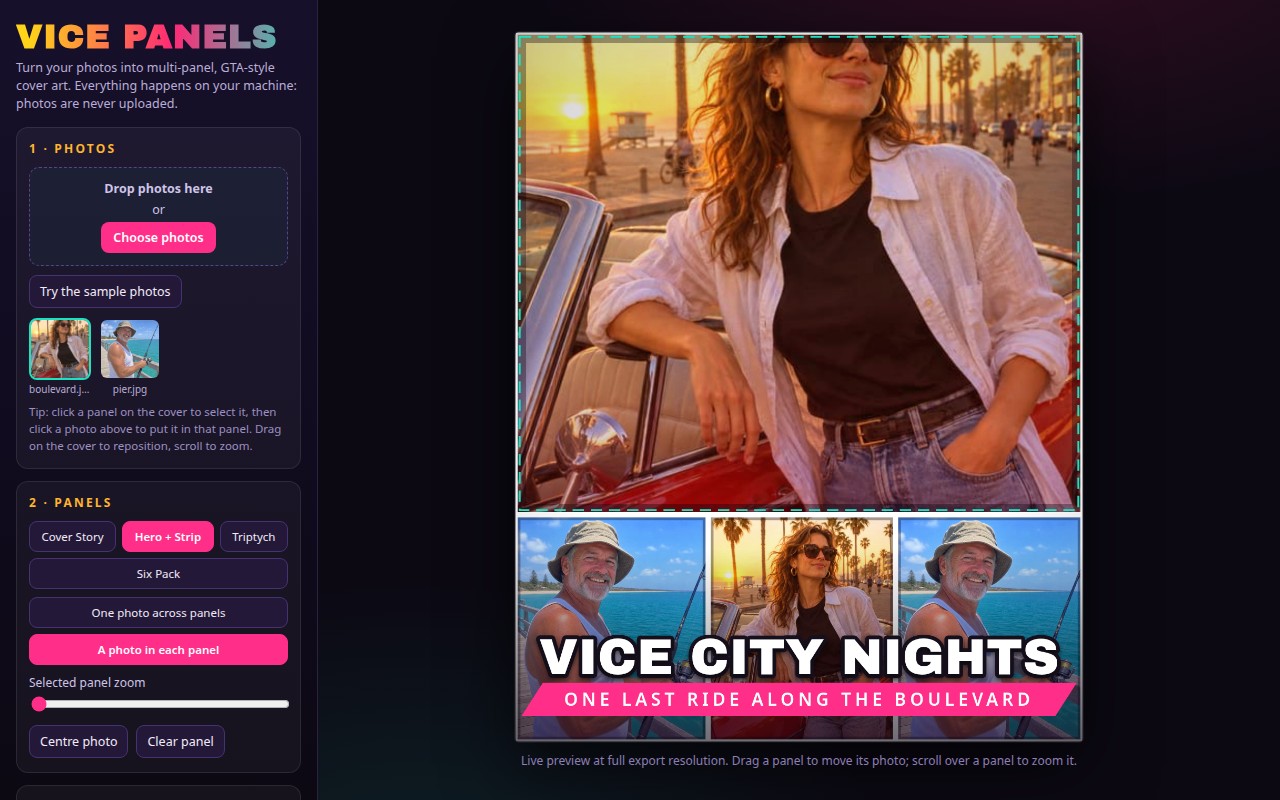 VICE PANELS
Turn your photos into multi-panel, GTA-style
cover art. Everything happens on your machine:
photos are never uploaded.
1 · PHOTOS
Drop photos here
or
Choose photos
Try the sample photos
boulevard.j... pier.jpg
Tip: click a panel on the cover to select it, then
click a photo above to put it in that panel. Drag
on the cover to reposition, scroll to zoom.
2 · PANELS
Cover Story Hero + Strip Triptych
Six Pack
One photo across panels
A photo in each panel
Selected panel zoom
Centre photo Clear panel
VICE CITY NIGHTS
ONE LAST RIDE ALONG THE BOULEVARD
Live preview at full export resolution. Drag a panel to move its photo; scroll over a panel to zoom it.